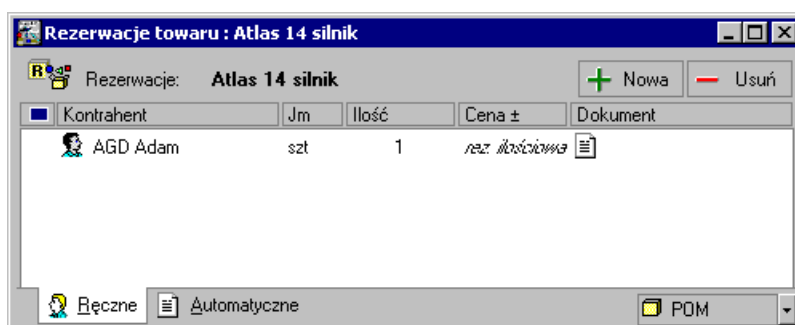 Rezerwacje towaru : Atlas 14 silnik
Rezerwacje: Atlas 14 silnik Nowa Usuń
Kontrahent Jm Ilość Cena ± Dokument
AGD Adam szt 1 rez. ilościowa
Ręczne Automatyczne POM